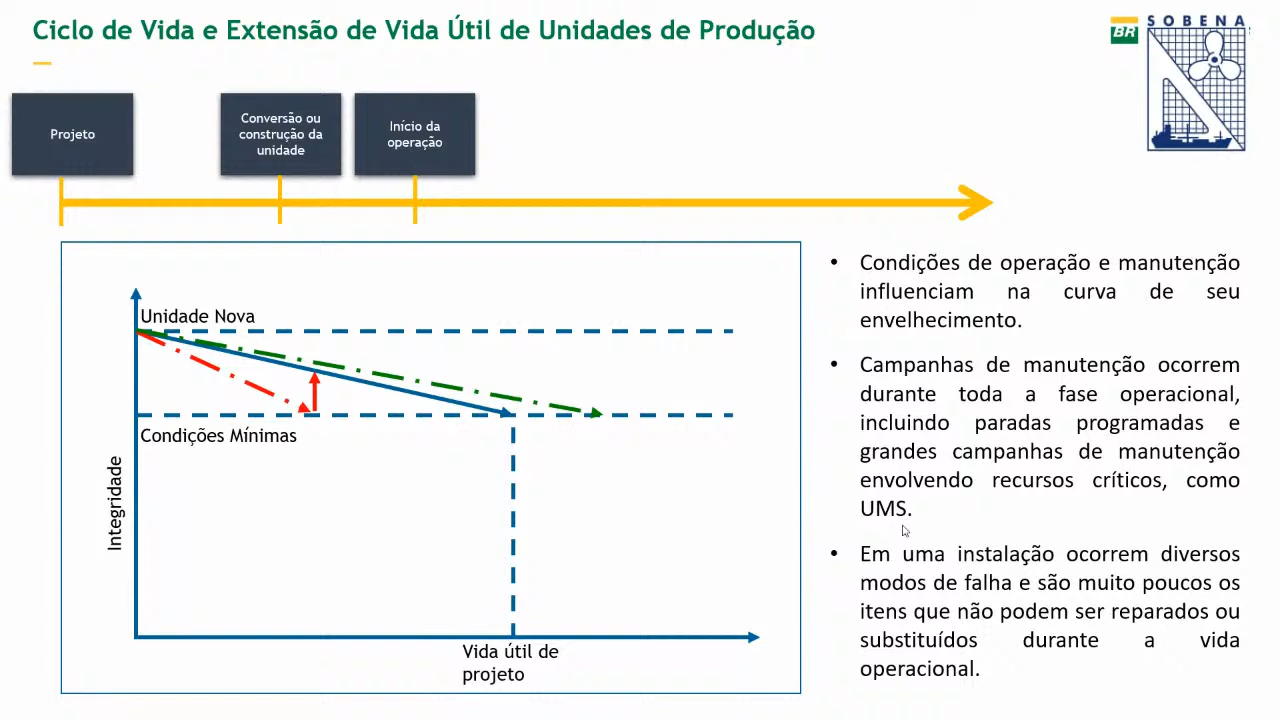 Ciclo de Vida e Extensão de Vida Útil de Unidades de Produção
SOBENA
BR
Projeto
Conversão ou
construção da
unidade
Início da
operação
Unidade Nova
Condições Mínimas
Integridade
Vida útil de
projeto
• Condições de operação e manutenção
influenciam na curva de seu
envelhecimento.
• Campanhas de manutenção ocorrem
durante toda a fase operacional,
incluindo paradas programadas e
grandes campanhas de manutenção
envolvendo recursos críticos, como
UMS.
• Em uma instalação ocorrem diversos
modos de falha e são muito poucos os
itens que não podem ser reparados ou
substituídos durante a vida
operacional.